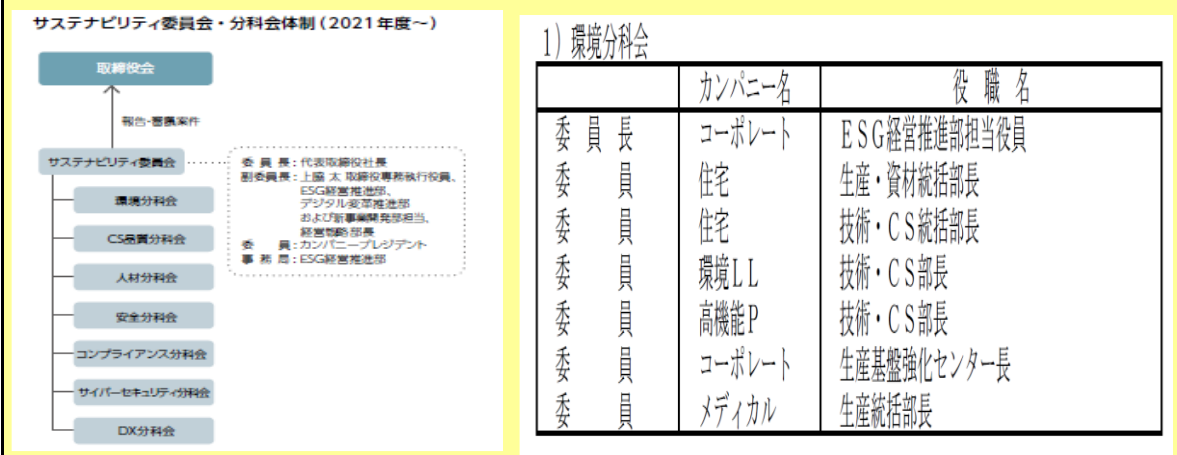 サステナビリティ委員会・分科会体制(2021年度～)
取締役会
報告・審議案件
サステナビリティ委員会
委 員 長:代表取締役社長
副委員長:上脇 太 取締役専務執行役員、
ESG経営推進部、
デジタル変革推進部
および新事業開発部担当、
経営戦略部長
委　　員:カンパニープレジデント
事 務 局:ESG経営推進部
環境分科会
CS品質分科会
人材分科会
安全分科会
コンプライアンス分科会
サイバーセキュリティ分科会
DX分科会
1) 環境分科会
カンパニー名 役 職 名
委 員 長 コーポレート ESG経営推進部担当役員
委 員 住宅 生産・資材統括部長
委 員 住宅 技術・CS統括部長
委 員 環境LL 技術・CS部長
委 員 高機能P 技術・CS部長
委 員 コーポレート 生産基盤強化センター長
委 員 メディカル 生産統括部長